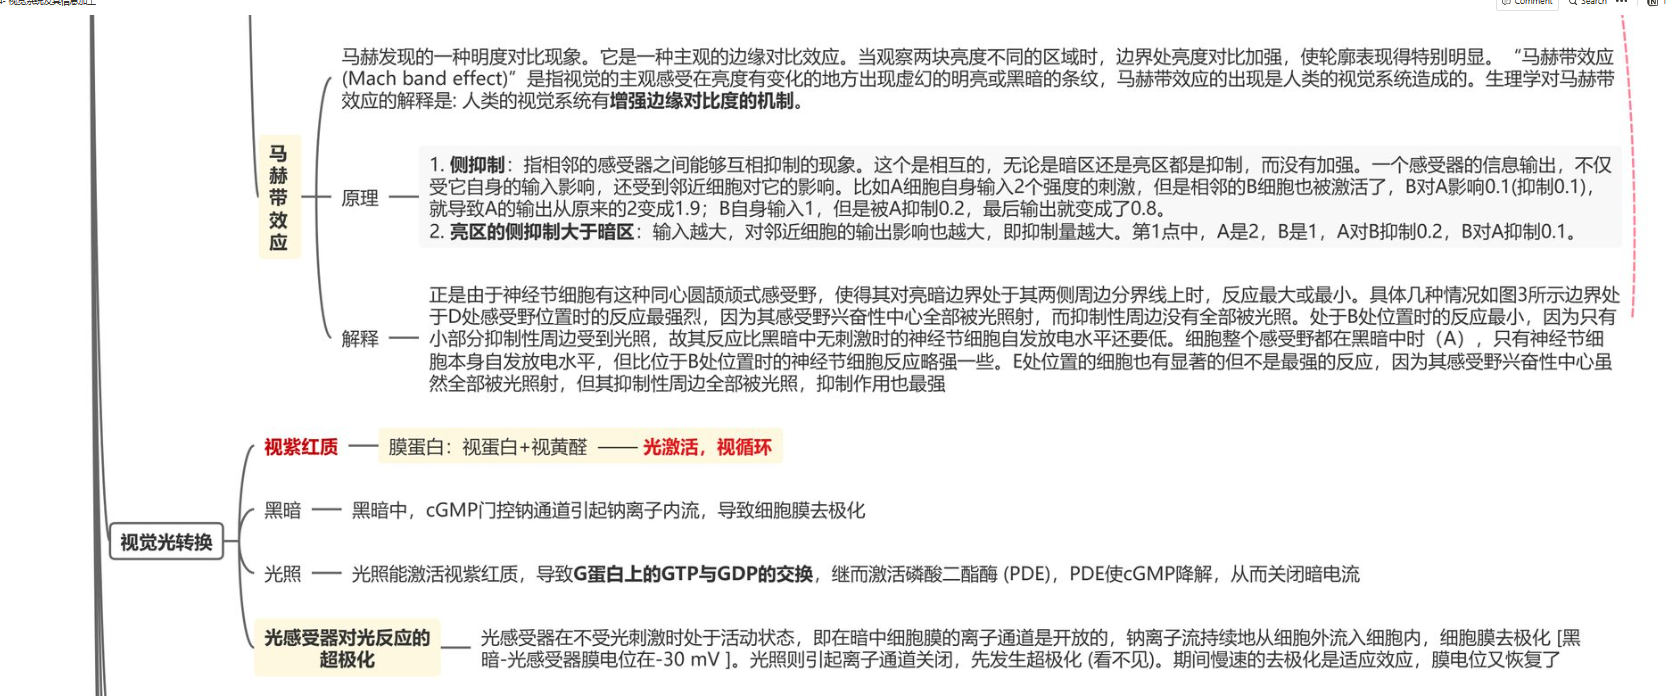 视觉系统及其信息加工
Comment
Search
马赫发现的一种明度对比现象。它是一种主观的边缘对比效应。当观察两块亮度不同的区域时，边界处亮度对比加强，使轮廓表现得特别明显。 “马赫带效应
(Mach band effect)”是指视觉的主观感受在亮度有变化的地方出现虚幻的明亮或黑暗的条纹，马赫带效应的出现是人类的视觉系统造成的。生理学对马赫带
效应的解释是: 人类的视觉系统有增强边缘对比度的机制。
马赫带效应
原理
1. 侧抑制：指相邻的感受器之间能够互相抑制的现象。这个是相互的，无论是暗区还是亮区都是抑制，而没有加强。一个感受器的信息输出，不仅
受它自身的输入影响，还受到邻近细胞对它的影响。比如A细胞自身输入2个强度的刺激，但是相邻的B细胞也被激活了，B对A影响0.1(抑制0.1)，
就导致A的输出从原来的2变成1.9；B自身输入1，但是被A抑制0.2，最后输出就变成了0.8。
2. 亮区的侧抑制大于暗区：输入越大，对邻近细胞的输出影响也越大，即抑制量越大。第1点中，A是2，B是1，A对B抑制0.2，B对A抑制0.1。
解释
正是由于神经节细胞有这种同心圆颉颃式感受野，使得其对亮暗边界处于其两侧周边分界线上时，反应最大或最小。具体几种情况如图3所示边界处
于D处感受野位置时的反应最强烈，因为其感受野兴奋性中心全部被光照射，而抑制性周边没有全部被光照。处于B处位置时的反应最小，因为只有
小部分抑制性周边受到光照，故其反应比黑暗中无刺激时的神经节细胞自发放电水平还要低。细胞整个感受野都在黑暗中时（A），只有神经节细
胞本身自发放电水平，但比位于B处位置时的神经节细胞反应略强一些。E处位置的细胞也有显著的但不是最强的反应，因为其感受野兴奋性中心虽
然全部被光照射，但其抑制性周边全部被光照，抑制作用也最强
视紫红质
膜蛋白：视蛋白+视黄醛 —— 光激活，视循环
黑暗
黑暗中，cGMP门控钠通道引起钠离子内流，导致细胞膜去极化
视觉光转换
光照
光照能激活视紫红质，导致G蛋白上的GTP与GDP的交换，继而激活磷酸二酯酶 (PDE)，PDE使cGMP降解，从而关闭暗电流
光感受器对光反应的
超极化
光感受器在不受光刺激时处于活动状态，即在暗中细胞膜的离子通道是开放的，钠离子流持续地从细胞外流入细胞内，细胞膜去极化 [黑
暗-光感受器膜电位在-30 mV ]。光照则引起离子通道关闭，先发生超极化 (看不见)。期间慢速的去极化是适应效应，膜电位又恢复了